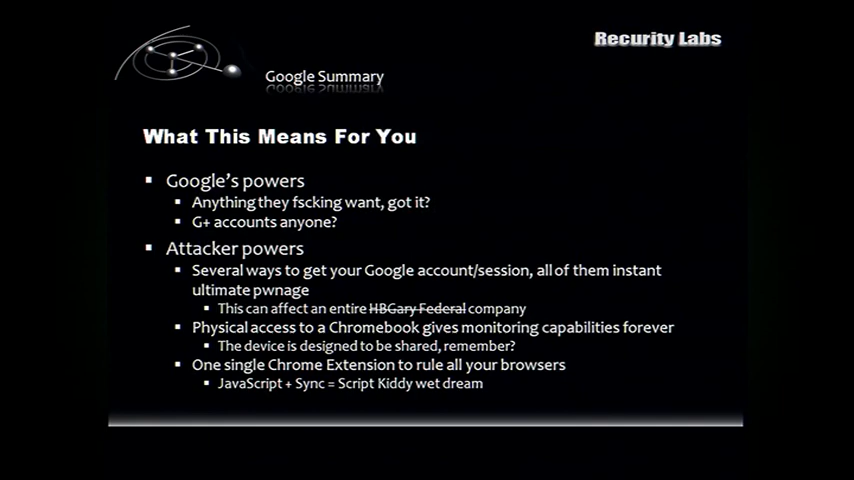 Recurity Labs
Google Summary
What This Means For You
Google's powers
Anything they fscking want, got it?
G+ accounts anyone?
Attacker powers
Several ways to get your Google account/session, all of them instant
ultimate pwnage
This can affect an entire HBGary Federal company
Physical access to a Chromebook gives monitoring capabilities forever
The device is designed to be shared, remember?
One single Chrome Extension to rule all your browsers
JavaScript + Sync = Script Kiddy wet dream